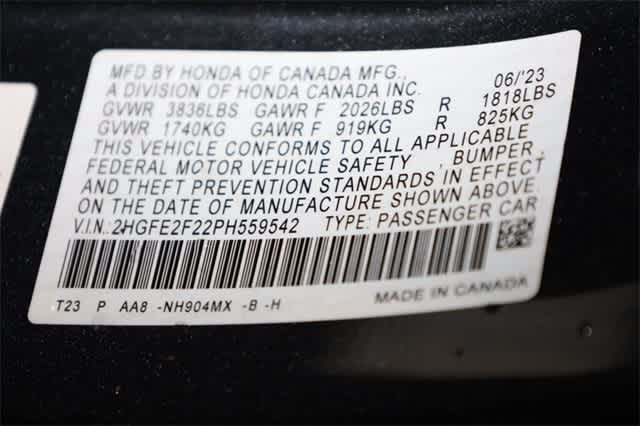 MFD BY HONDA OF CANADA MFG., 06/'23
A DIVISION OF HONDA CANADA INC.
GVWR 3836LBS GAWR F 2026LBS R 1818LBS
GVWR 1740KG GAWR F 919KG R 825KG
THIS VEHICLE CONFORMS TO ALL APPLICABLE
FEDERAL MOTOR VEHICLE SAFETY , BUMPER ,
AND THEFT PREVENTION STANDARDS IN EFFECT
ON THE DATE OF MANUFACTURE SHOWN ABOVE.
V.I.N.:2HGFE2F22PH559542 TYPE: PASSENGER CAR
T23 P AA8 -NH904MX -B -H MADE IN CANADA